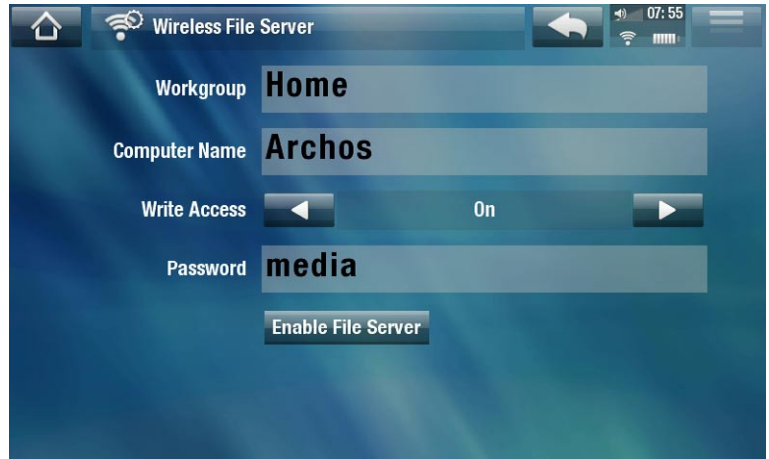 Wireless File Server
07:55
Workgroup Home
Computer Name Archos
Write Access On
Password media
Enable File Server